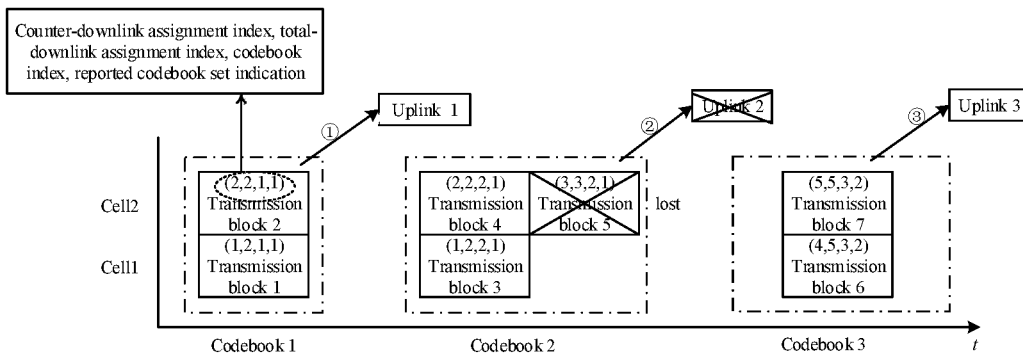 Counter-downlink assignment index, total-
downlink assignment index, codebook
index, reported codebook set indication
① Uplink 1
② Uplink 2
③ Uplink 3
Cell2
(2,2,1,1)
Transmission
block 2
(2,2,2,1)
Transmission
block 4
(3,3,2,1)
Transmission
block 5
lost
(5,5,3,2)
Transmission
block 7
Cell1
(1,2,1,1)
Transmission
block 1
(1,2,2,1)
Transmission
block 3
(4,5,3,2)
Transmission
block 6
Codebook 1
Codebook 2
Codebook 3
t